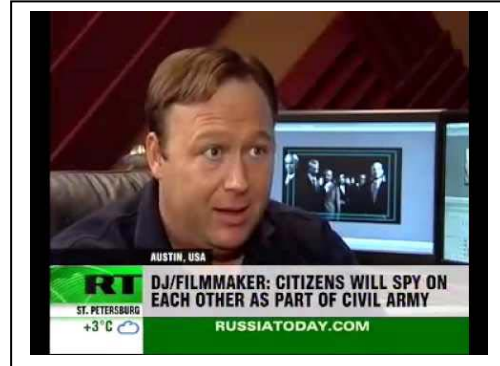 AUSTIN, USA
RT
DJ/FILMMAKER: CITIZENS WILL SPY ON
EACH OTHER AS PART OF CIVIL ARMY
ST. PETERSBURG
+3°C
RUSSIATODAY.COM